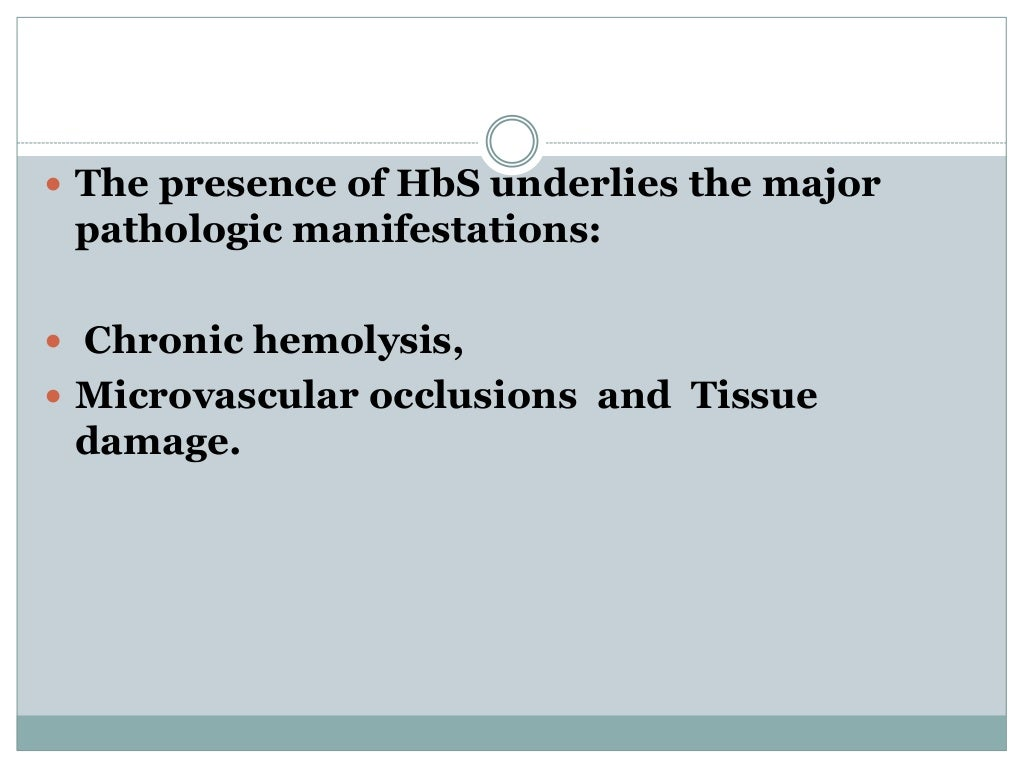 • The presence of HbS underlies the major
pathologic manifestations:
• Chronic hemolysis,
• Microvascular occlusions and Tissue
damage.